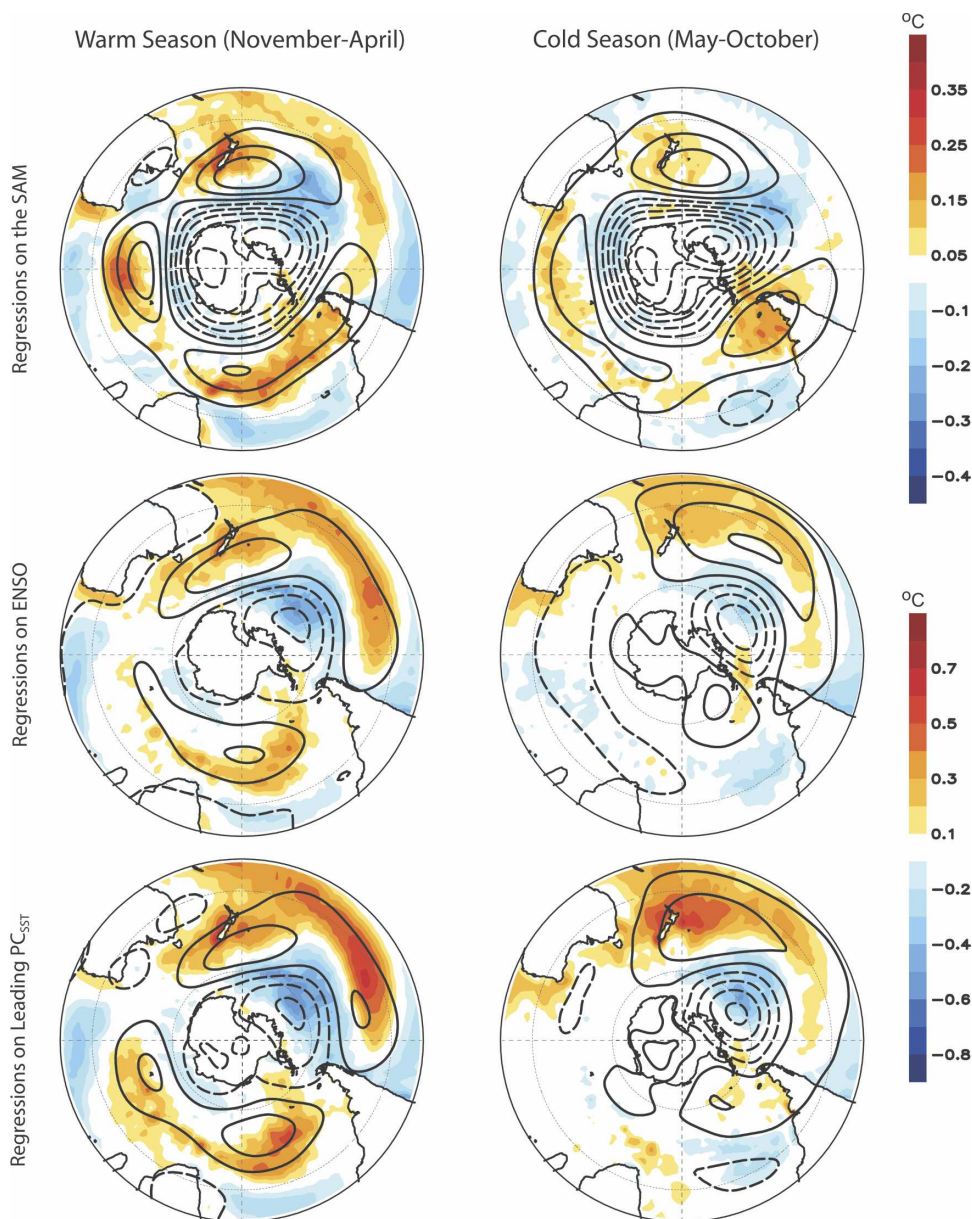 Warm Season (November-April)
Cold Season (May-October)
°C
0.35
0.25
0.15
0.05
−0.1
−0.2
−0.3
−0.4
Regressions on the SAM
Regressions on ENSO
°C
0.7
0.5
0.3
0.1
−0.2
−0.4
−0.6
−0.8
Regressions on Leading PC_SST